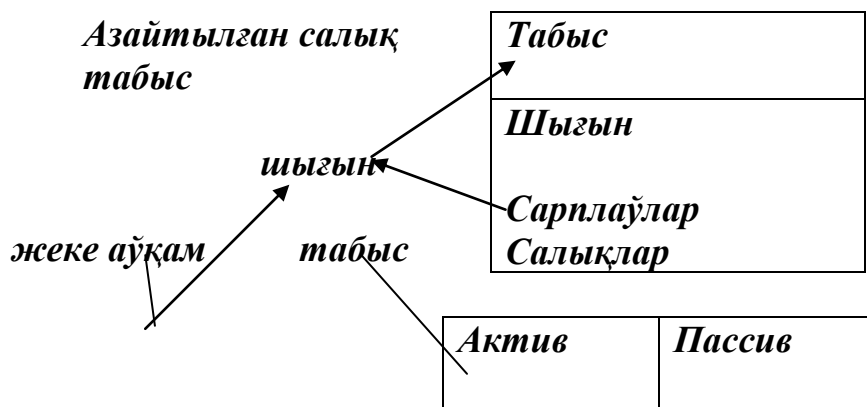 Азайтылған салық
табыс
Табыс
Шығын
шығын
Сарплаўлар
Салықлар
жеке аўқам
табыс
Актив
Пассив